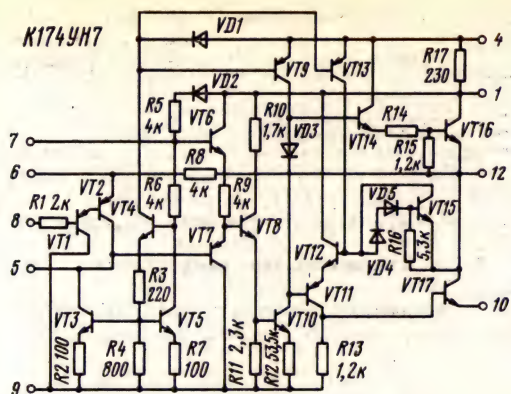 К174УН7
VD1
4
VT9
VT13
R17
230
VD2
1
R5
4к
VT6
R10
1,7к
VD3
VT14
R14
VT16
7
R15
1,2к
R8
4к
6
12
VT2
R6
4к
R9
4к
VD5
VT15
R1 2к
VT4
VT8
R16
5,3к
8
VT1
VT7
VT12
VD4
5
R3
220
VT11
VT17
VT3
VT5
VT10
10
R2 100
R4
800
R7
100
R11 2,3к
R12 53,5к
R13
1,2к
9